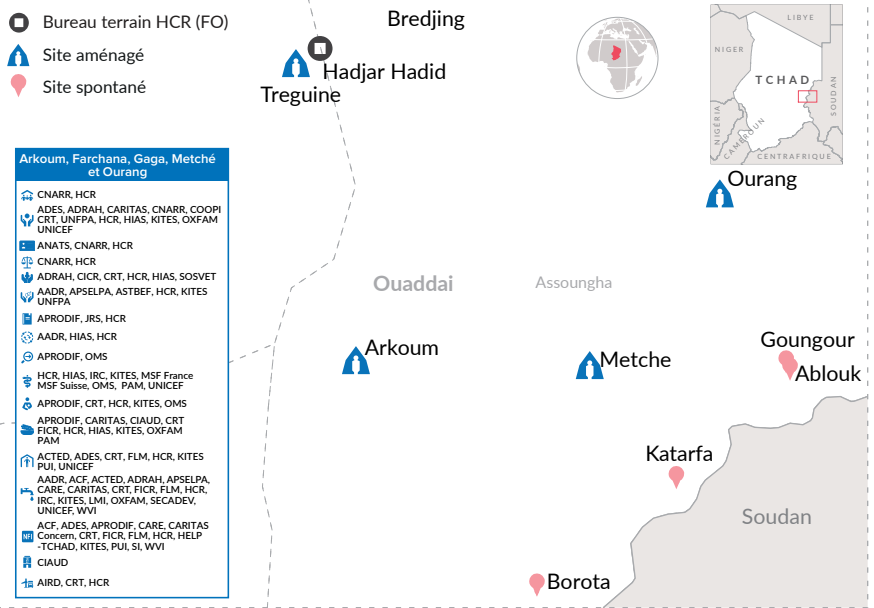 Bureau terrain HCR (FO)
Site aménagé
Site spontané
Bredjing
Hadjar Hadid
Treguine
LIBYE
NIGER
TCHAD
SOUDAN
NIGÉRIA
CAMEROUN
CENTRAFRIQUE
Arkoum, Farchana, Gaga, Metché
et Ourang
CNARR, HCR
ADES, ADRAH, CARITAS, CNARR, COOPI
CRT, UNFPA, HCR, HIAS, KITES, OXFAM
UNICEF
ANATS, CNARR, HCR
CNARR, HCR
ADRAH, CICR, CRT, HCR, HIAS, SOSVET
AADR, APSELPA, ASTBEF, HCR, KITES
UNFPA
APRODIF, JRS, HCR
AADR, HIAS, HCR
APRODIF, OMS
HCR, HIAS, IRC, KITES, MSF France
MSF Suisse, OMS, PAM, UNICEF
APRODIF, CRT, HCR, KITES, OMS
APRODIF, CARITAS, CIAUD, CRT
FICR, HCR, HIAS, KITES, OXFAM
PAM
ACTED, ADES, CRT, FLM, HCR, KITES
PUI, UNICEF
AADR, ACF, ACTED, ADRAH, APSELPA,
CARE, CARITAS, CRT, FICR, FLM, HCR,
IRC, KITES, LMI, OXFAM, SECADEV,
UNICEF, WVI
NFI
ACF, ADES, APRODIF, CARE, CARITAS
Concern, CRT, FICR, FLM, HCR, HELP
-TCHAD, KITES, PUI, SI, WVI
CIAUD
AIRD, CRT, HCR
Ourang
Ouaddai
Assoungha
Arkoum
Metche
Goungour
Ablouk
Katarfa
Soudan
Borota